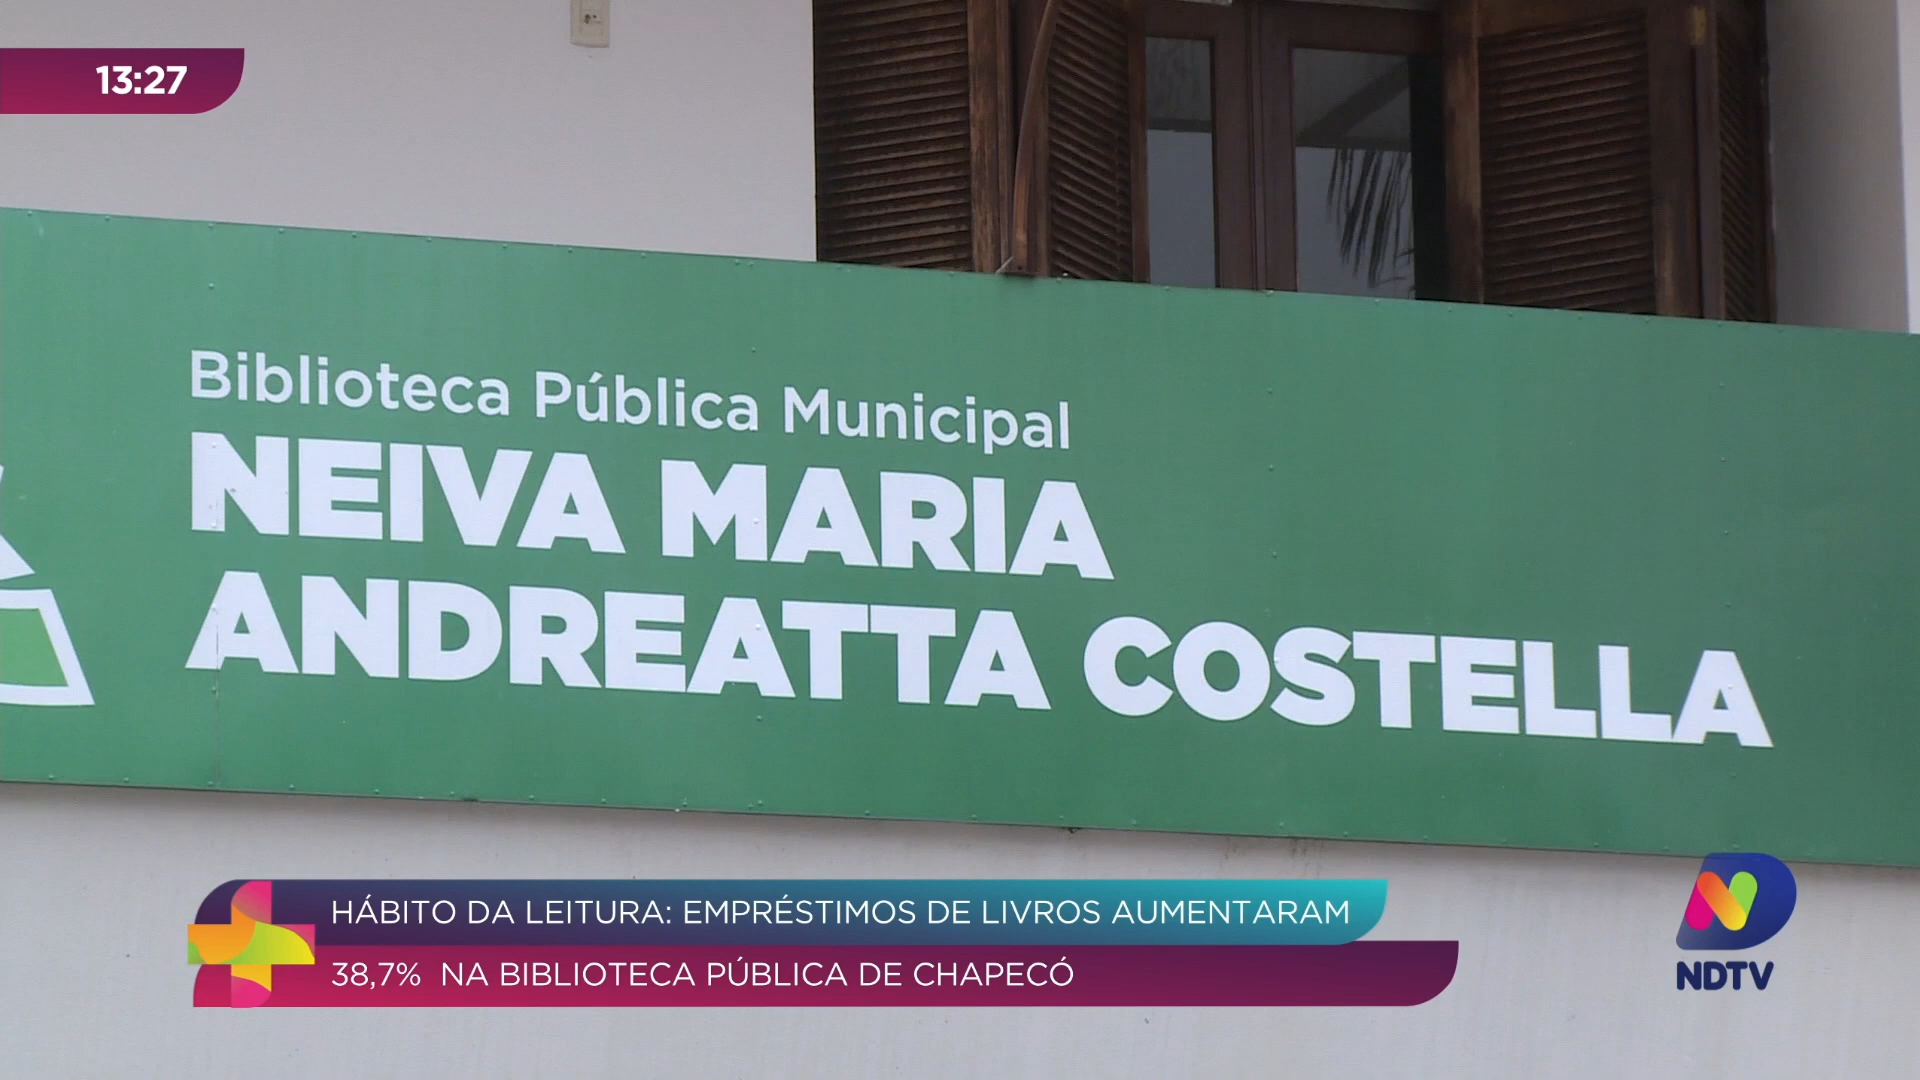 13:27
Biblioteca Pública Municipal
NEIVA MARIA
ANDREATTA COSTELLA
HÁBITO DA LEITURA: EMPRÉSTIMOS DE LIVROS AUMENTARAM
38,7% NA BIBLIOTECA PÚBLICA DE CHAPECÓ
NDTV